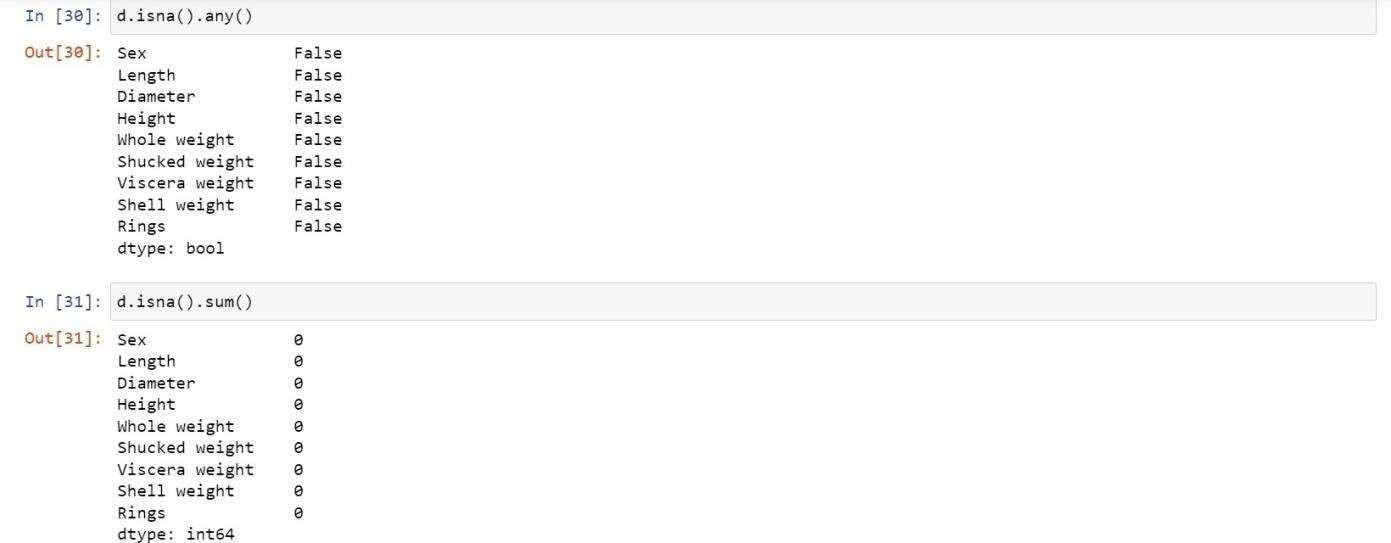 In [30]: d.isna().any()
Out[30]: Sex False
Length False
Diameter False
Height False
Whole weight False
Shucked weight False
Viscera weight False
Shell weight False
Rings False
dtype: bool
In [31]: d.isna().sum()
Out[31]: Sex 0
Length 0
Diameter 0
Height 0
Whole weight 0
Shucked weight 0
Viscera weight 0
Shell weight 0
Rings 0
dtype: int64